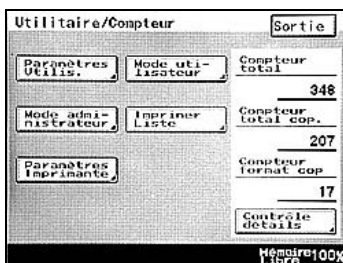 Utilitaire/Compteur
Sortie
Paramètres
Utilis.
Mode uti-
lisateur
Compteur
total
348
Mode admi-
nistrateur
Imprimer
Liste
Compteur
total cop.
207
Paramètres
Imprimante
Compteur
format cop
17
Contrôle
détails
Mémoire
Libre
100%